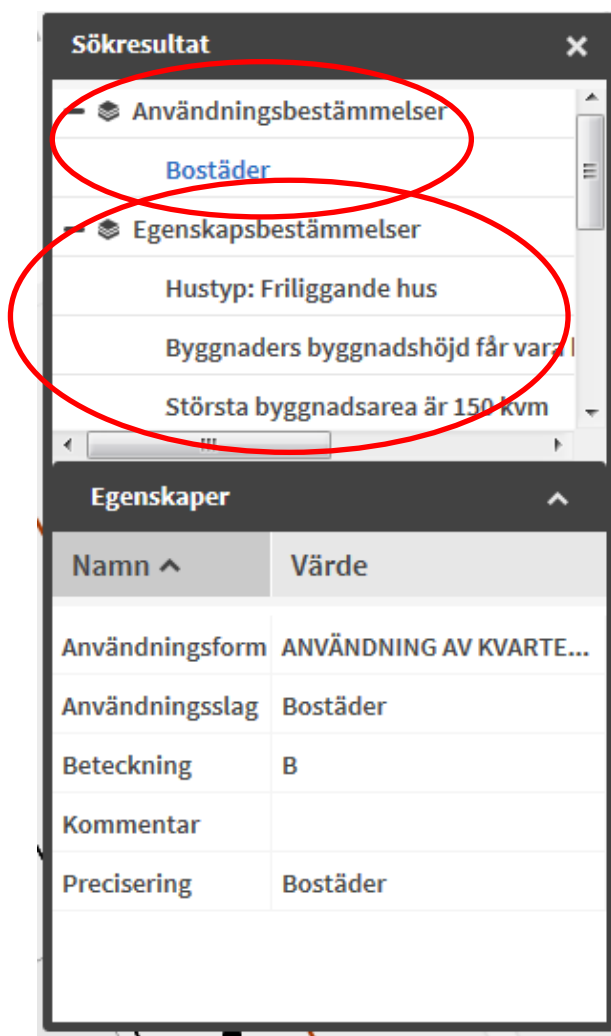 Sökresultat
Användningsbestämmelser
Bostäder
Egenskapsbestämmelser
Hustyp: Friliggande hus
Byggnaders byggnadshöjd får vara
Största byggnadsarea är 150 kvm
Egenskaper
Namn Värde
Användningsform ANVÄNDNING AV KVARTE...
Användningsslag Bostäder
Beteckning B
Kommentar
Precisering Bostäder